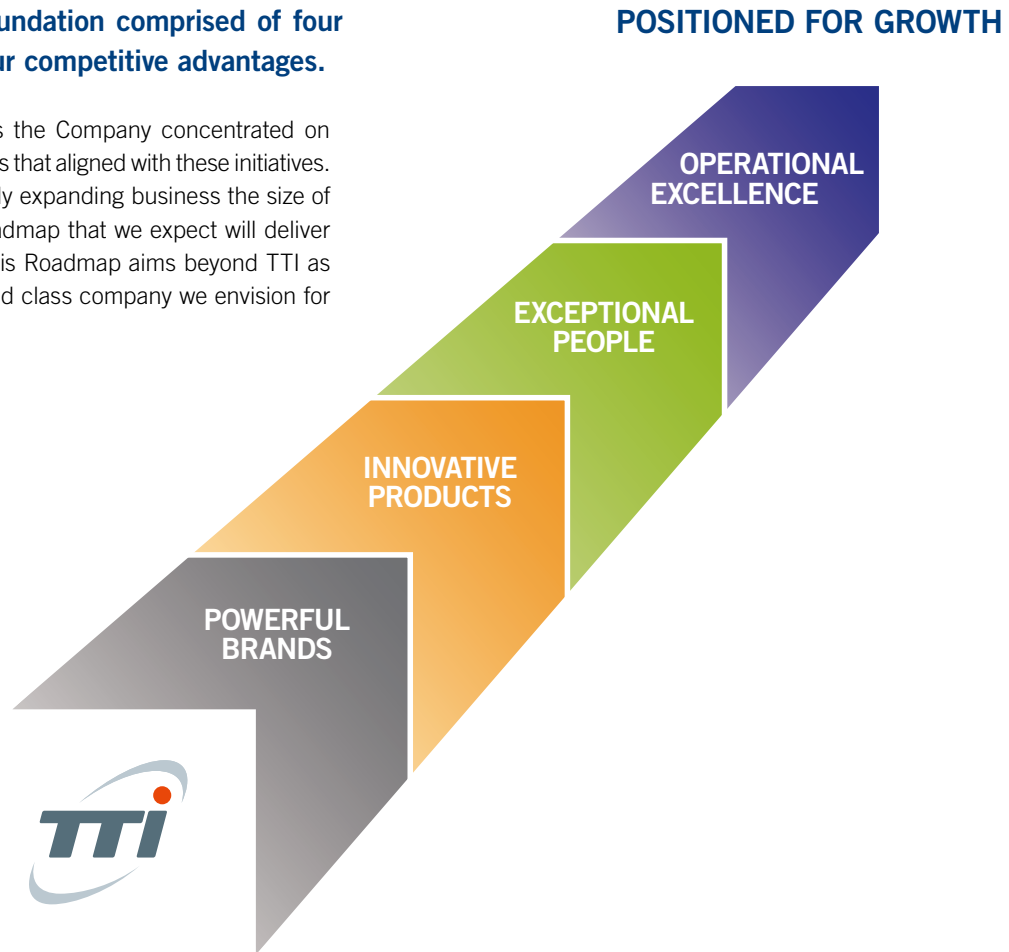 undation comprised of four
ur competitive advantages.
s the Company concentrated on
s that aligned with these initiatives.
ly expanding business the size of
admap that we expect will deliver
is Roadmap aims beyond TTI as
d class company we envision for
POSITIONED FOR GROWTH
OPERATIONAL
EXCELLENCE
EXCEPTIONAL
PEOPLE
INNOVATIVE
PRODUCTS
POWERFUL
BRANDS
TTi